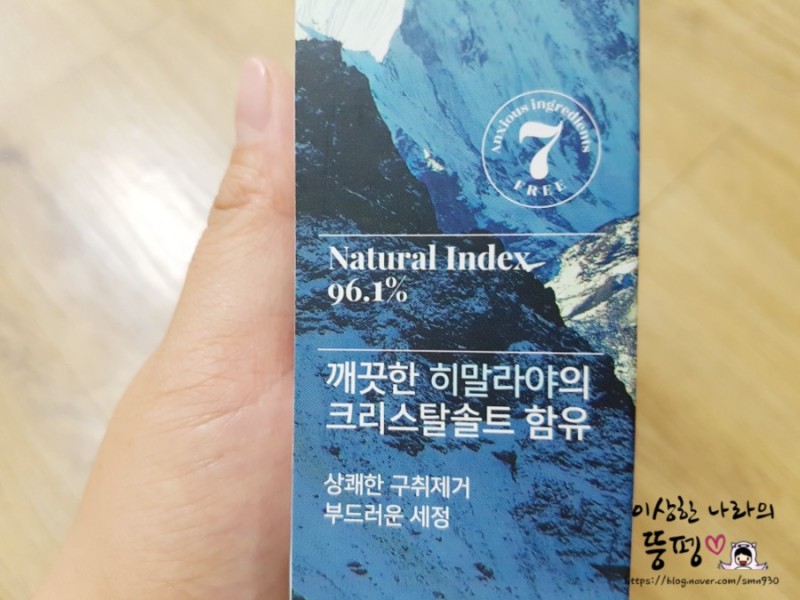 Anxious ingredients
7
FREE
Natural Index
96.1%
깨끗한 히말라야의
크리스탈솔트 함유
상쾌한 구취제거
부드러운 세정
이상한 나라의
뚱펭♡
https://blog.naver.com/smn930